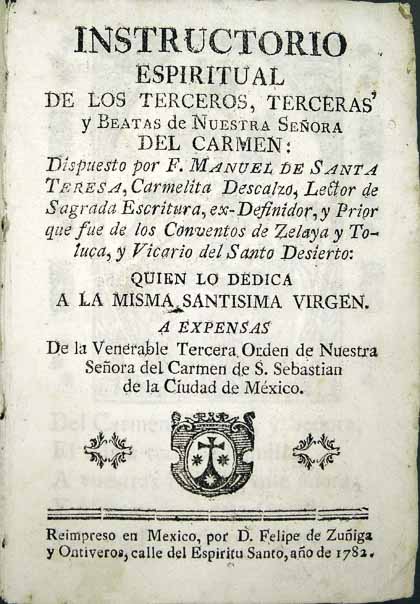 INSTRUCTORIO
ESPIRITUAL
DE LOS TERCEROS, TERCERAS,
y BEATAS de NUESTRA SEÑORA
DEL CARMEN:
Dispuesto por F. MANUEL DE SANTA
TERESA, Carmelita Descalzo, Lector de
Sagrada Escritura, ex-Definidor, y Prior
que fue de los Conventos de Zelaya y To-
luca, y Vicario del Santo Desierto:
QUIEN LO DEDICA
A LA MISMA SANTISIMA VIRGEN.
A EXPENSAS
De la Venerable Tercera Orden de Nuestra
Señora del Carmen de S. Sebastian
de la Ciudad de México.
Reimpreso en Mexico, por D. Felipe de Zuñiga
y Ontiveros, calle del Espiritu Santo, año de 1782.